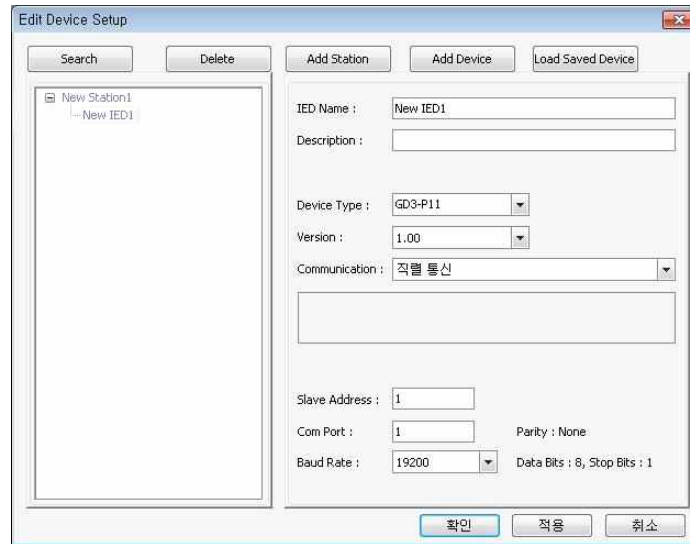 Edit Device Setup
Search
Delete
Add Station
Add Device
Load Saved Device
New Station1
New IED1
IED Name :
New IED1
Description :
Device Type :
GD3-P11
Version :
1.00
Communication :
직렬 통신
Slave Address :
1
Com Port :
1
Parity : None
Baud Rate :
19200
Data Bits : 8, Stop Bits : 1
확인
적용
취소